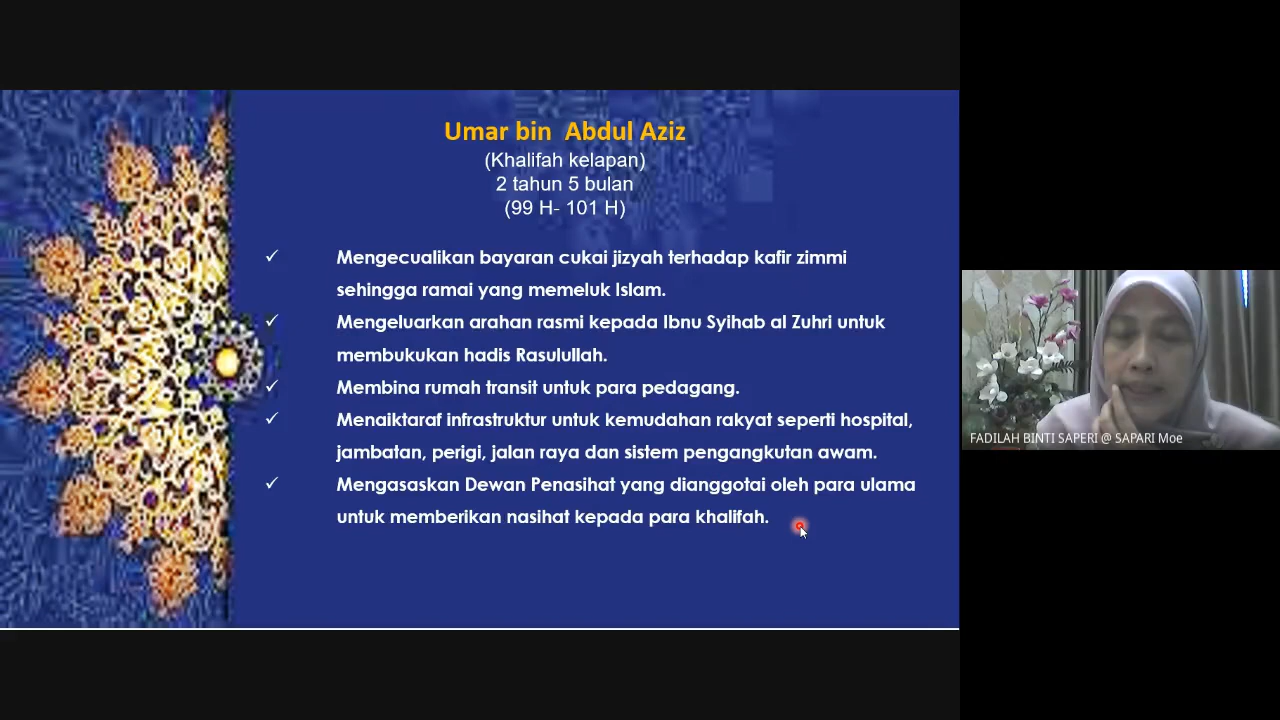 Umar bin Abdul Aziz
(Khalifah kelapan)
2 tahun 5 bulan
(99 H- 101 H)
✓ Mengecualikan bayaran cukai jizyah terhadap kafir zimmi
sehingga ramai yang memeluk Islam.
✓ Mengeluarkan arahan rasmi kepada Ibnu Syihab al Zuhri untuk
membukukan hadis Rasulullah.
✓ Membina rumah transit untuk para pedagang.
✓ Menaiktaraf infrastruktur untuk kemudahan rakyat seperti hospital,
jambatan, perigi, jalan raya dan sistem pengangkutan awam.
✓ Mengasaskan Dewan Penasihat yang dianggotai oleh para ulama
untuk memberikan nasihat kepada para khalifah.
FADILAH BINTI SAPERI @ SAPARI Moe